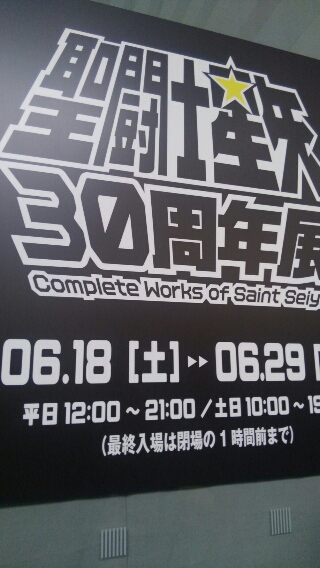 聖闘士星矢
30周年展
Complete Works of Saint Seiy
06.18 [土] ▸▸ 06.29 [
平日 12:00 ~ 21:00 / 土日 10:00 ~ 19
(最終入場は閉場の1時間前まで)